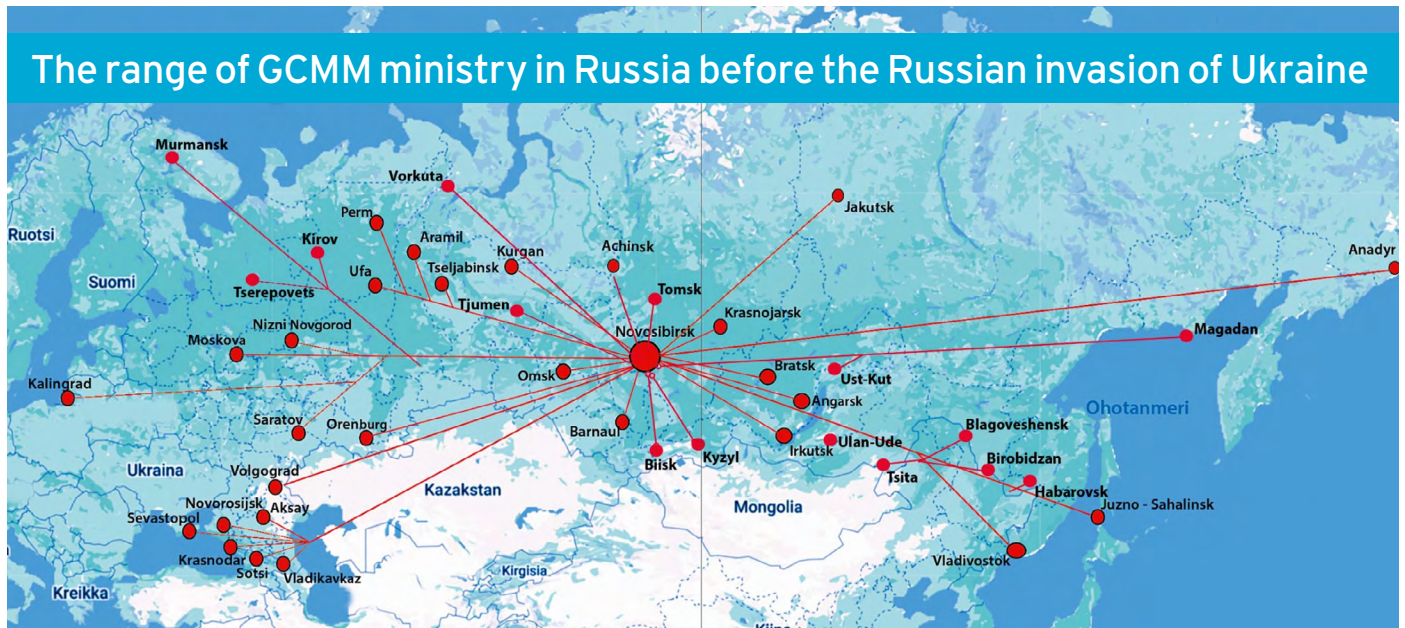 The range of GCMM ministry in Russia before the Russian invasion of Ukraine
Murmansk
Vorkuta
Perm
Jakutsk
Ruotsi
Kirov
Aramil
Kurgan
Achinsk
Anadyr
Suomi
Ufa
Tseljabinsk
Tserepovets
Tjumen
Tomsk
Nizni Novgorod
Novosibirsk
Krasnojarsk
Magadan
Moskova
Kalingrad
Omsk
Bratsk
Ust-Kut
Angarsk
Ohotanmeri
Saratov
Orenburg
Barnaul
Blagoveshensk
Irkutsk
Ulan-Ude
Ukraina
Volgograd
Biisk
Kyzyl
Birobidzan
Tsita
Kazakstan
Habarovsk
Novorosijsk
Aksay
Mongolia
Juzno - Sahalinsk
Sevastopol
Krasnodar
Sotsi
Vladikavkaz
Kirgisia
Vladivostok
Kreikka